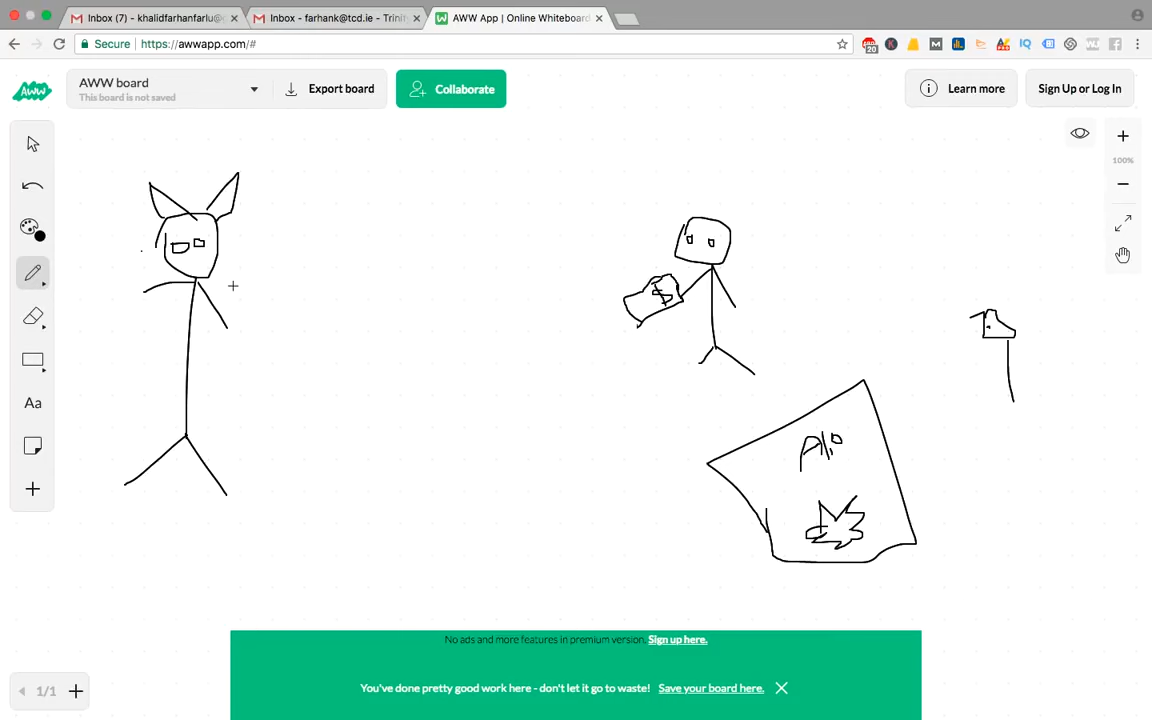 Inbox (7) - khalidfarhanfarlu@g
Inbox - farhank@tcd.ie - Trinit
AWW App | Online Whiteboard
Secure
https://awwapp.com/#
20
IQ
AWW
AWW board
This board is not saved
Export board
Collaborate
Learn more
Sign Up or Log In
100%
Aa
$
No ads and more features in premium version. Sign up here.
You've done pretty good work here - don't let it go to waste! Save your board here.
1/1